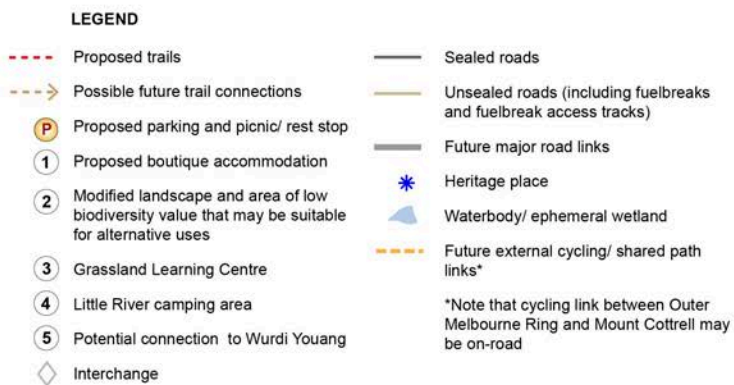 LEGEND
Proposed trails
Possible future trail connections
P Proposed parking and picnic/ rest stop
1 Proposed boutique accommodation
2 Modified landscape and area of low
biodiversity value that may be suitable
for alternative uses
3 Grassland Learning Centre
4 Little River camping area
5 Potential connection to Wurdi Youang
Interchange
Sealed roads
Unsealed roads (including fuelbreaks
and fuelbreak access tracks)
Future major road links
Heritage place
Waterbody/ ephemeral wetland
Future external cycling/ shared path
links*
*Note that cycling link between Outer
Melbourne Ring and Mount Cottrell may
be on-road